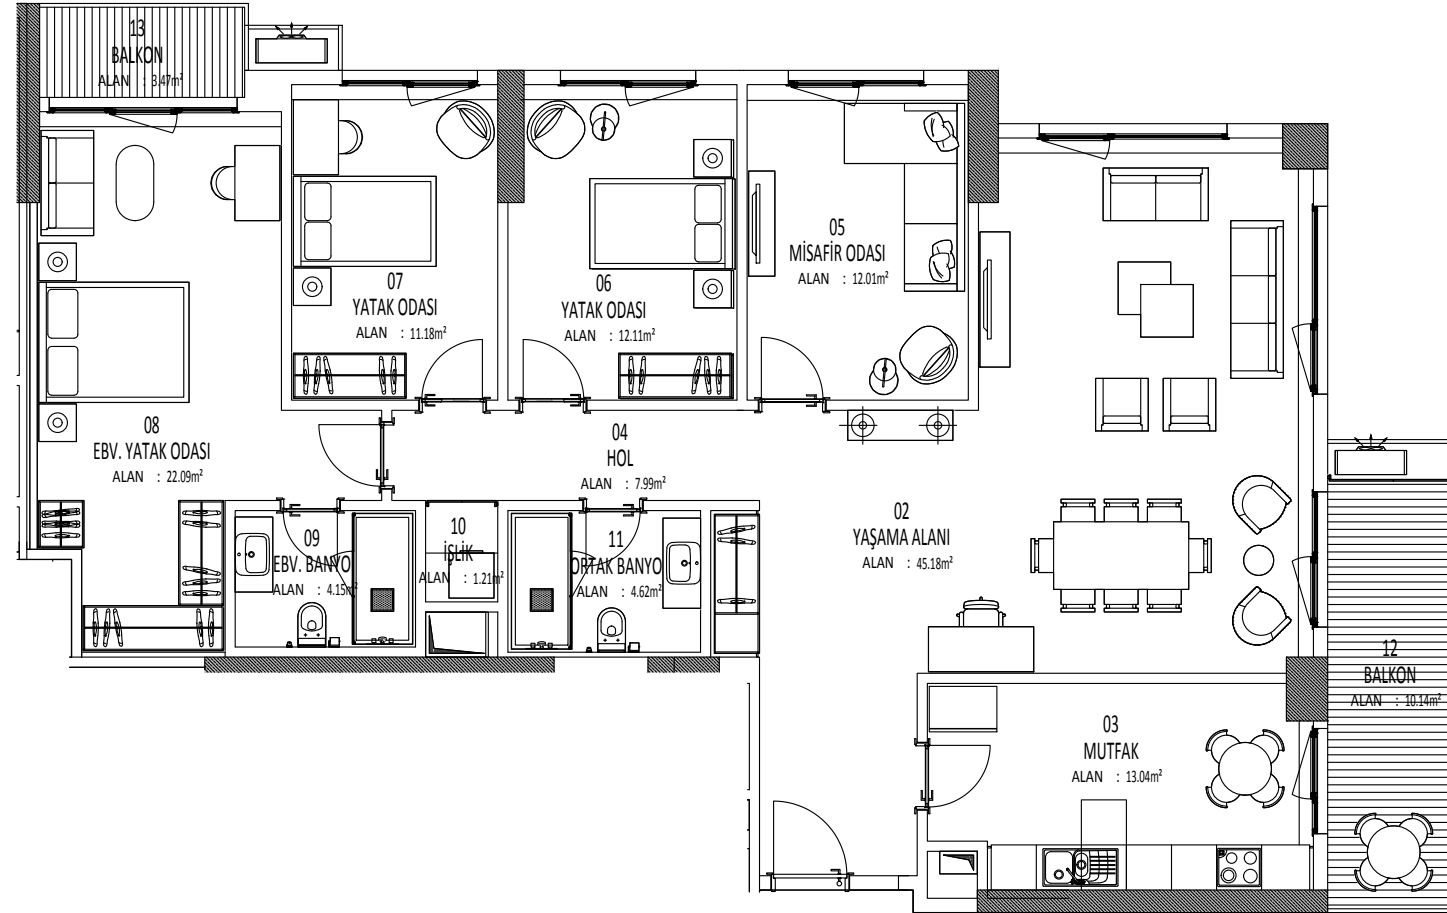 13
BALKON
ALAN : 3.47m²
05
MİSAFİR ODASI
ALAN : 12.01m²
07
YATAK ODASI
ALAN : 11.18m²
06
YATAK ODASI
ALAN : 12.11m²
08
EBV. YATAK ODASI
ALAN : 22.09m²
04
HOL
ALAN : 7.99m²
02
YAŞAMA ALANI
ALAN : 45.18m²
09
EBV. BANYO
ALAN : 4.15m²
10
İŞLİK
ALAN : 1.21m²
11
ORTAK BANYO
ALAN : 4.62m²
12
BALKON
ALAN : 10.14m²
03
MUTFAK
ALAN : 13.04m²